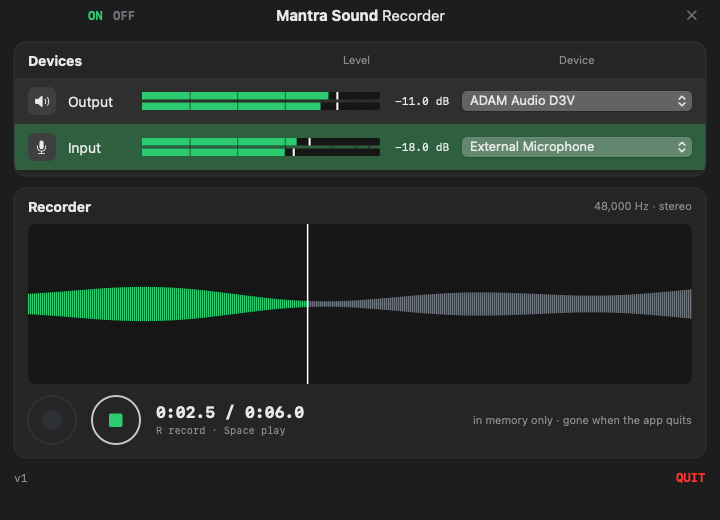 ON OFF Mantra Sound Recorder
Devices Level Device
Output -11.0 dB ADAM Audio D3V
Input -18.0 dB External Microphone
Recorder 48,000 Hz · stereo
0:02.5 / 0:06.0
R record · Space play
in memory only · gone when the app quits
v1 QUIT